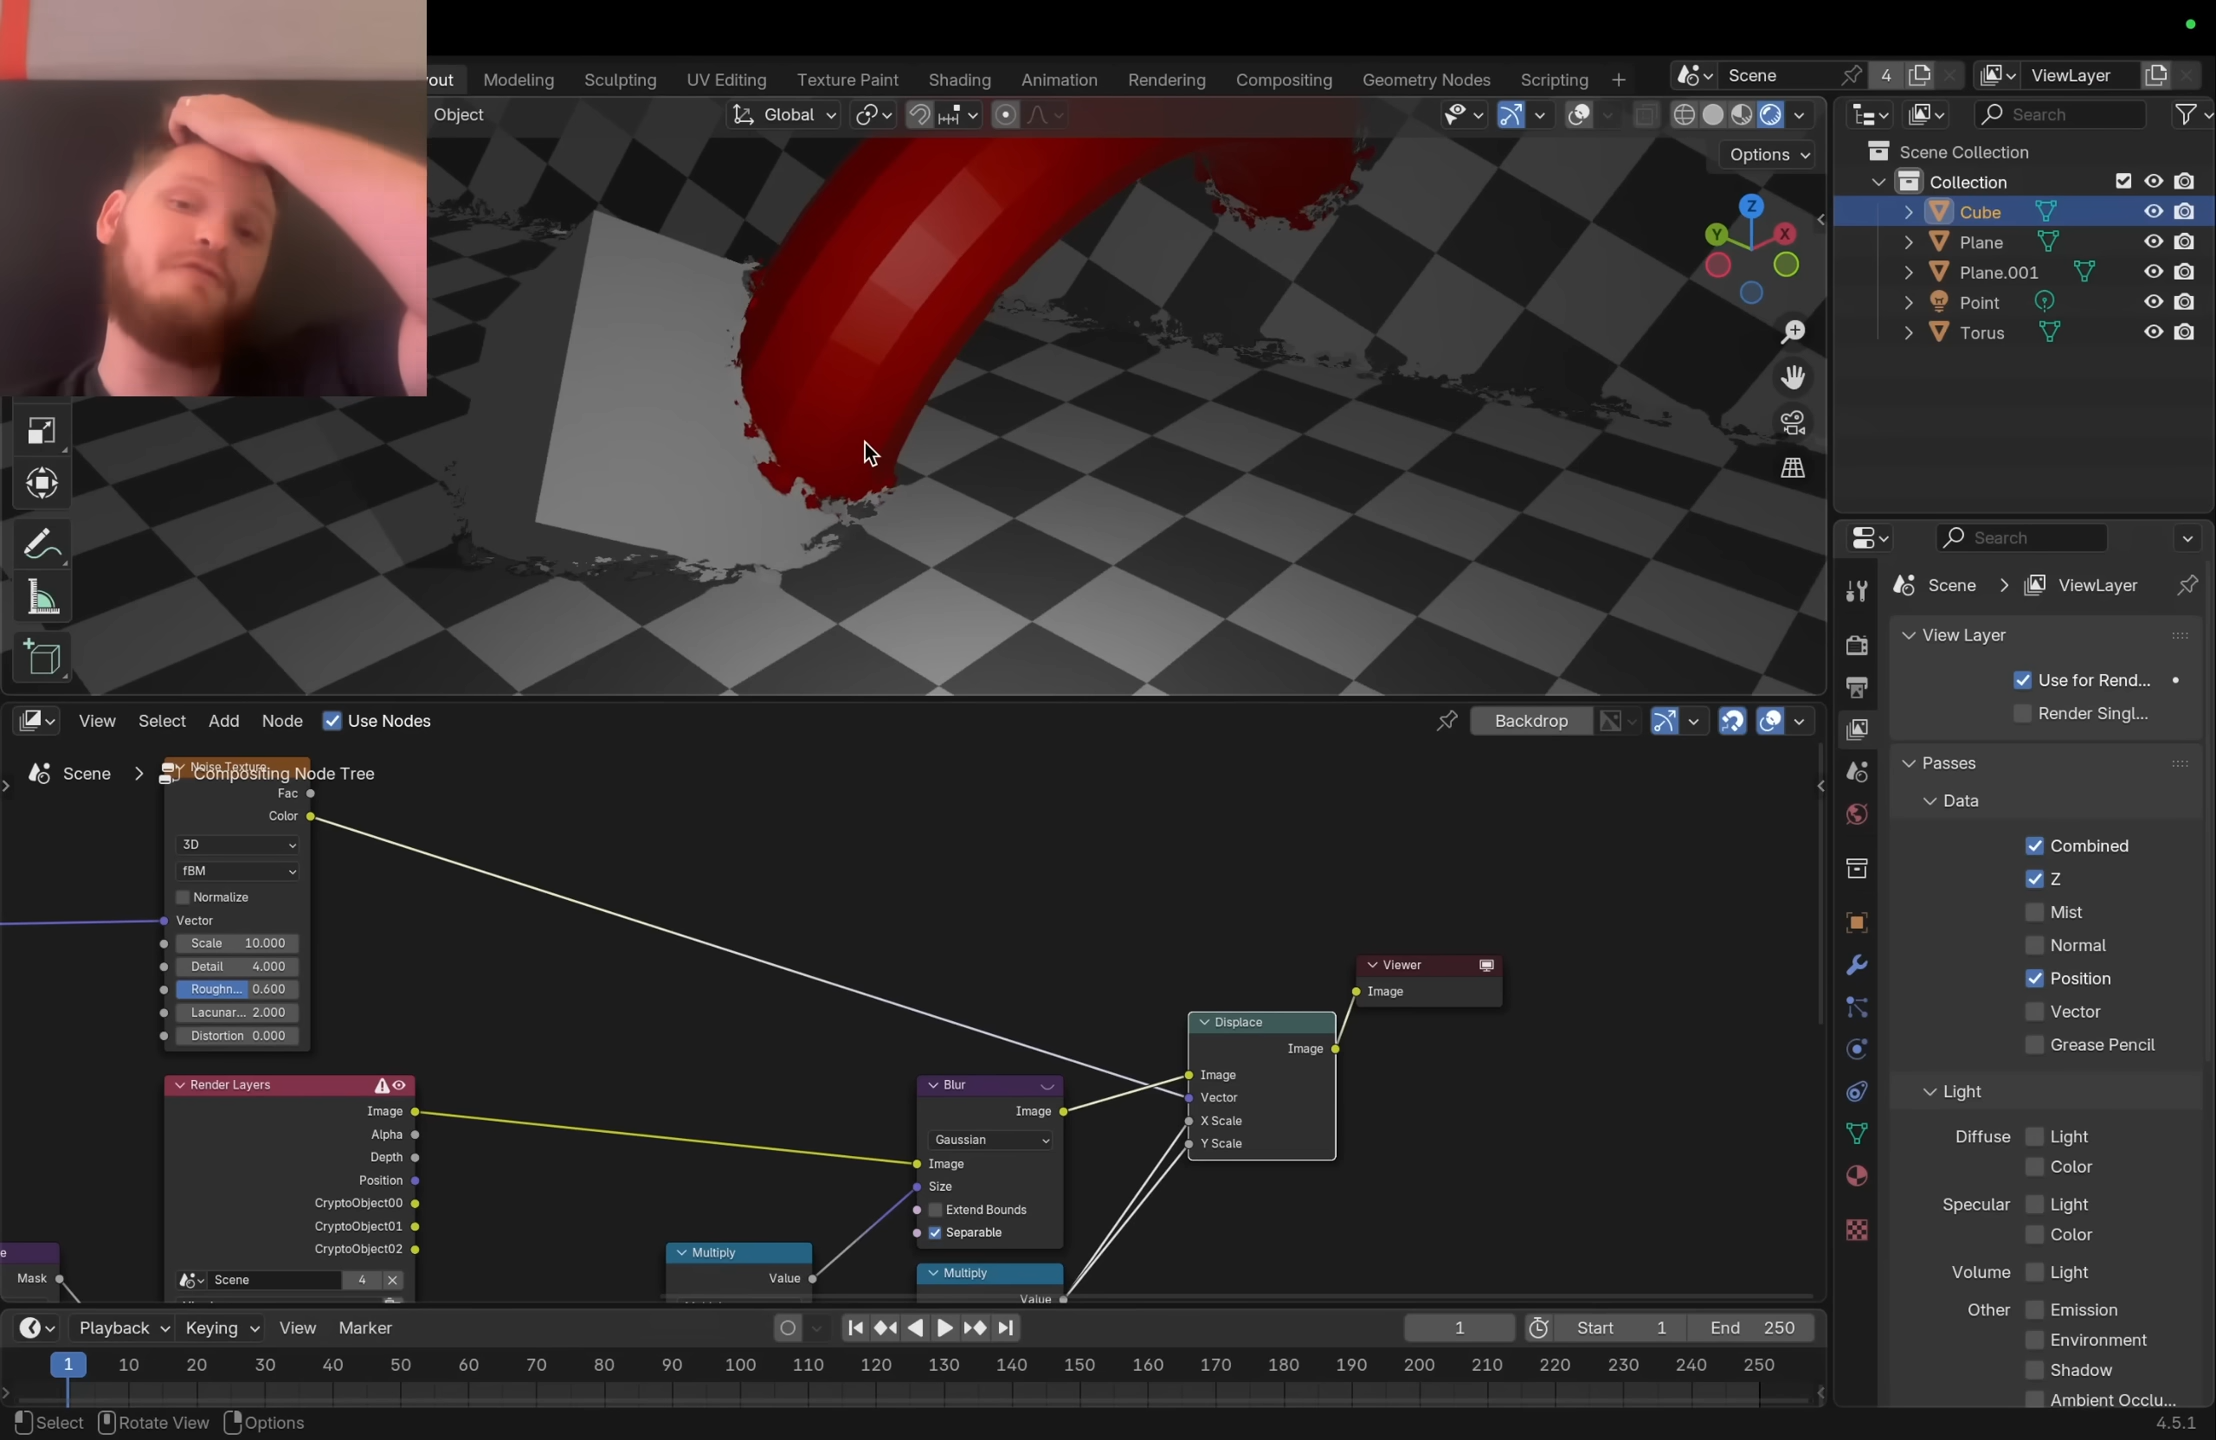 out Modeling Sculpting UV Editing Texture Paint Shading Animation Rendering Compositing Geometry Nodes Scripting +
Scene 4 ViewLayer
Object Global
Search
Options
Z
Y X
Scene Collection
Collection
Cube
Plane
Plane.001
Point
Torus
Search
Scene > ViewLayer
View Layer
Use for Rend...
Render Singl...
Passes
Data
Combined
Z
Mist
Normal
Position
Vector
Grease Pencil
Light
Diffuse Light
Color
Specular Light
Color
Volume Light
Other Emission
Environment
Shadow
Ambient Occlu...
View Select Add Node Use Nodes
Backdrop
Scene > Compositing Node Tree
Noise Texture
Fac
Color
3D
fBM
Normalize
Vector
Scale 10.000
Detail 4.000
Roughn... 0.600
Lacunar... 2.000
Distortion 0.000
Render Layers
Image
Alpha
Depth
Position
CryptoObject00
CryptoObject01
CryptoObject02
Scene 4
e
Mask
Multiply
Value
Blur
Image
Gaussian
Image
Size
Extend Bounds
Separable
Multiply
Value
Displace
Image
Image
Vector
X Scale
Y Scale
Viewer
Image
Playback Keying View Marker
1 Start 1 End 250
1 10 20 30 40 50 60 70 80 90 100 110 120 130 140 150 160 170 180 190 200 210 220 230 240 250
Select Rotate View Options
4.5.1